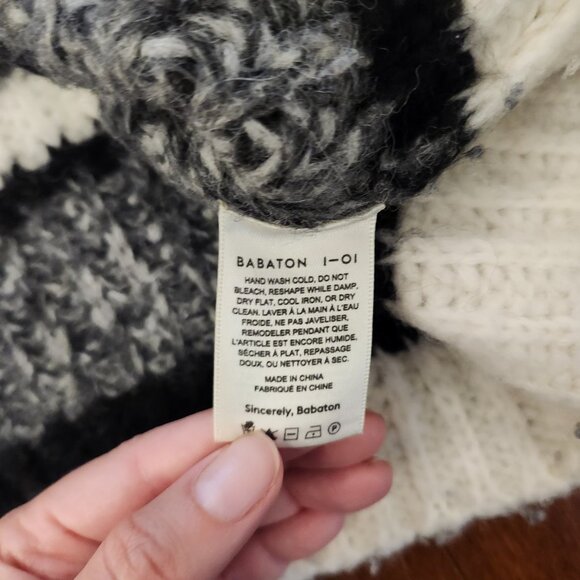 BABATON 1—01
HAND WASH COLD, DO NOT
BLEACH, RESHAPE WHILE DAMP,
DRY FLAT, COOL IRON, OR DRY
CLEAN. LAVER À LA MAIN À L'EAU
FROIDE, NE PAS JAVELISER,
REMODELER PENDANT QUE
L'ARTICLE EST ENCORE HUMIDE,
SÉCHER À PLAT, REPASSAGE
DOUX, OU NETTOYER À SEC.
MADE IN CHINA
FABRIQUÉ EN CHINE
Sincerely, Babaton
P